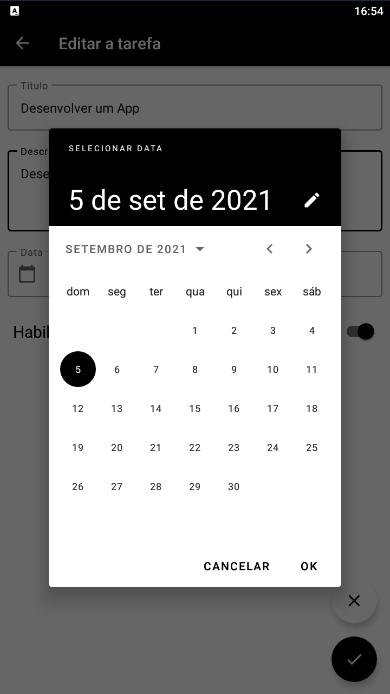 16:54
Editar a tarefa
Título
Desenvolver um App
Descr
Dese
SELECIONAR DATA
5 de set de 2021
Data
SETEMBRO DE 2021
dom seg ter qua qui sex sáb
1 2 3 4
5 6 7 8 9 10 11
12 13 14 15 16 17 18
19 20 21 22 23 24 25
26 27 28 29 30
Habil
CANCELAR OK